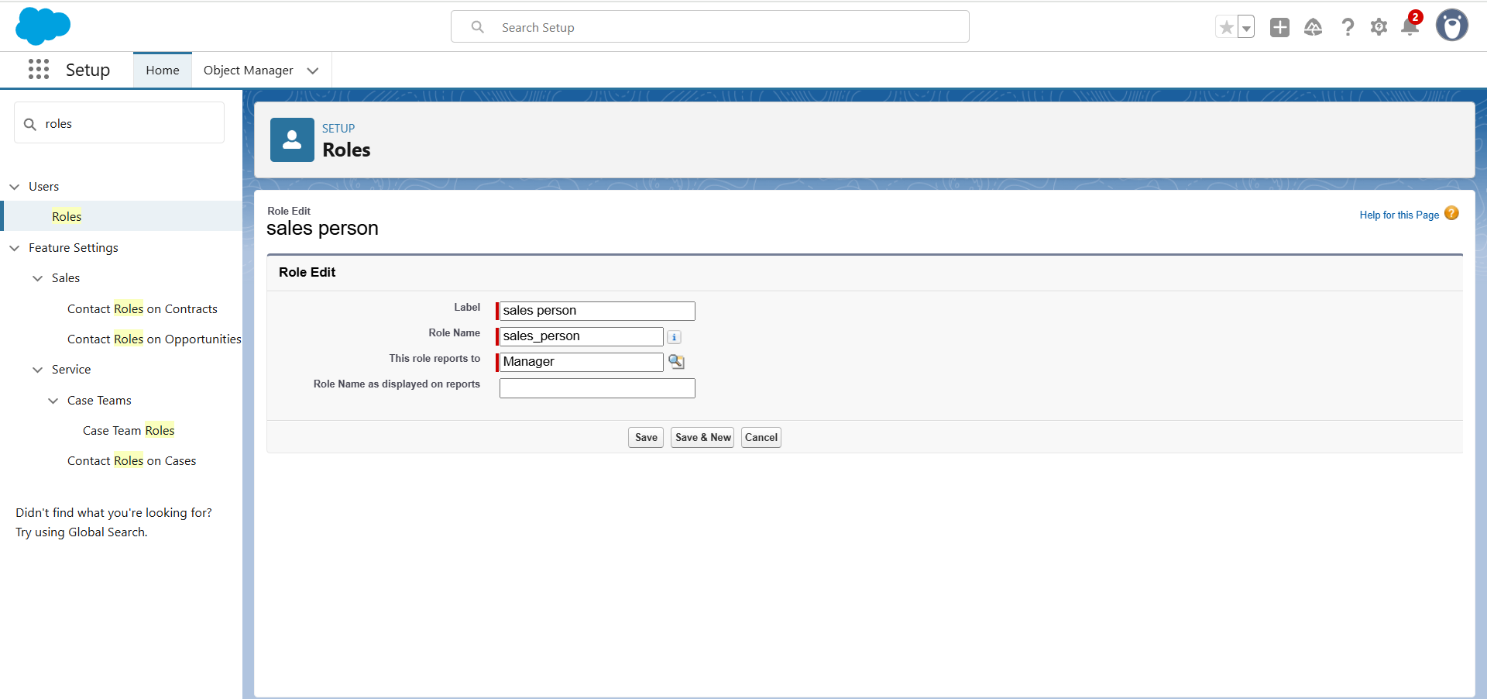 Search Setup
2
Setup
Home
Object Manager
roles
Users
Roles
Feature Settings
Sales
Contact Roles on Contracts
Contact Roles on Opportunities
Service
Case Teams
Case Team Roles
Contact Roles on Cases
Didn't find what you're looking for?
Try using Global Search.
SETUP
Roles
Role Edit
sales person
Help for this Page ?
Role Edit
Label sales person
Role Name sales_person i
This role reports to Manager
Role Name as displayed on reports
Save Save & New Cancel